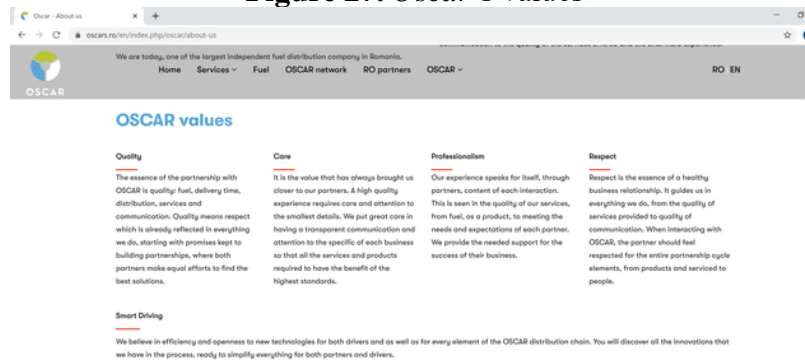 Oscar - About us
oscars.ro/en/index.php/oscar/about-us
We are today, one of the largest independent fuel distribution company in Romania.
Home Services Fuel OSCAR network RO partners OSCAR RO EN
OSCAR
OSCAR values
Quality
The essence of the partnership with
OSCAR is quality: fuel, delivery time,
distribution, services and
communication. Quality means respect
which is already reflected in everything
we do, starting with promises kept to
building partnerships, where both
partners make equal efforts to find the
best solutions.
Care
It is the value that has always brought us
closer to our partners. A high quality
experience requires care and attention to
the smallest details. We put great care in
having a transparent communication and
attention to the specific of each business
so that all the services and products
required to have the benefit of the
highest standards.
Professionalism
Our experience speaks for itself, through
partners, content of each interaction.
This is seen in the quality of our services,
from fuel, as a product, to meeting the
needs and expectations of each partner.
We provide the needed support for the
success of their business.
Respect
Respect is the essence of a healthy
business relationship. It guides us in
everything we do, from the quality of
services provided to quality of
communication. When interacting with
OSCAR, the partner should feel
respected for the entire partnership cycle
elements, from products and serviced to
people.
Smart Driving
We believe in efficiency and openness to new technologies for both drivers and as well as for every element of the OSCAR distribution chain. You will discover all the innovations that
we have in the process, ready to simplify everything for both partners and drivers.